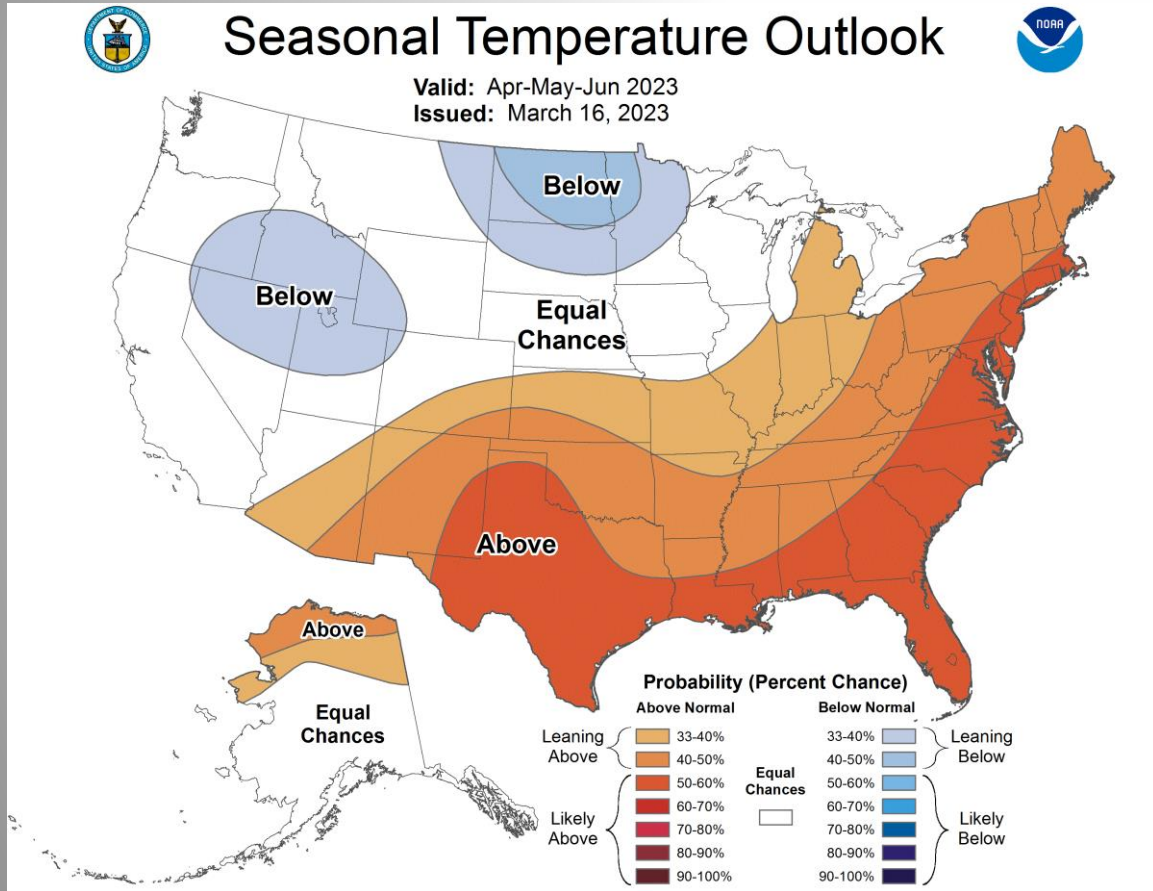 Seasonal Temperature Outlook
NOAA
Valid: Apr-May-Jun 2023
Issued: March 16, 2023
Below
Below
Equal
Chances
Above
Above
Equal
Chances
Probability (Percent Chance)
Above Normal
Below Normal
Leaning
Above
33-40%
40-50%
Likely
Above
50-60%
60-70%
70-80%
80-90%
90-100%
Equal
Chances
33-40%
40-50%
Leaning
Below
50-60%
60-70%
70-80%
80-90%
90-100%
Likely
Below